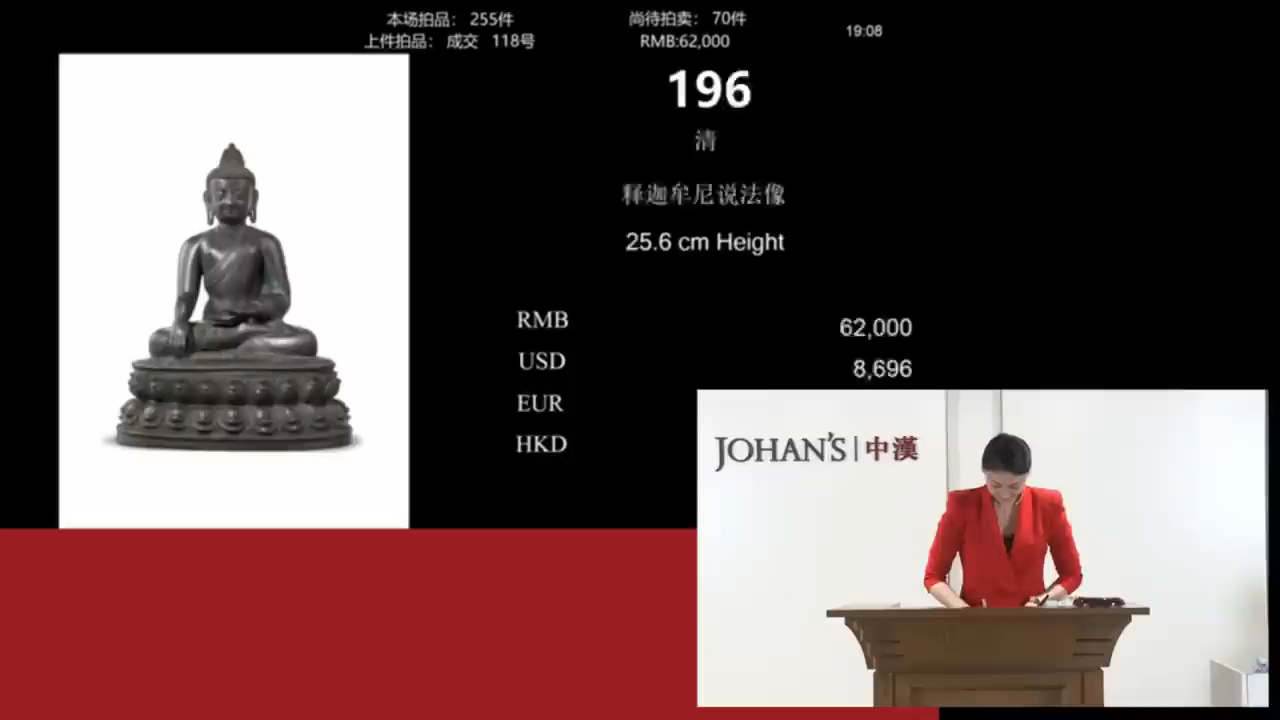 本场拍品： 255件
尚待拍卖： 70件
上件拍品： 成交 118号
RMB:62,000
19:08
196
清
释迦牟尼说法像
25.6 cm Height
RMB 62,000
USD 8,696
EUR
HKD
JOHAN'S | 中漢